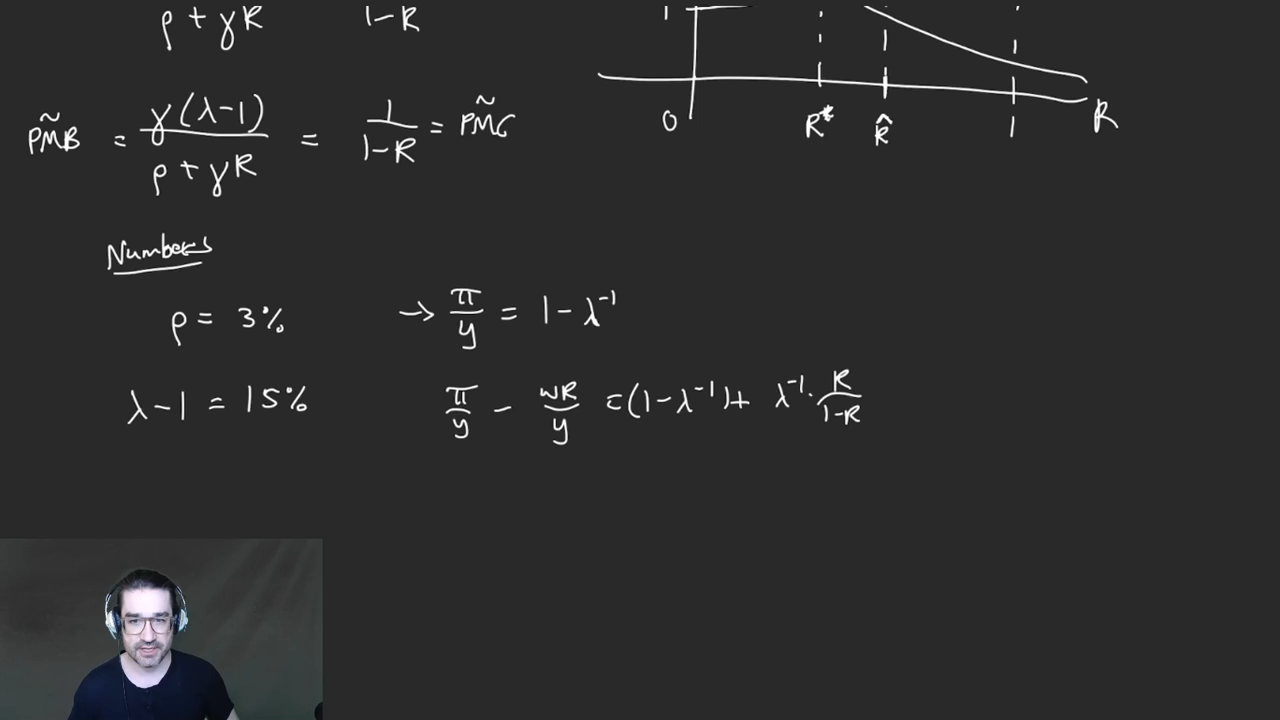 ρ + γR    1-R
1
P̃MB = γ(λ-1) / (ρ + γR) = 1 / (1-R) = P̃MC
0    R*    R̂    1    R
Numbers
ρ = 3%    → π/y = 1 - λ⁻¹
λ-1 = 15%    π/y - wR/y = (1-λ⁻¹) + λ⁻¹ · R/(1-R)